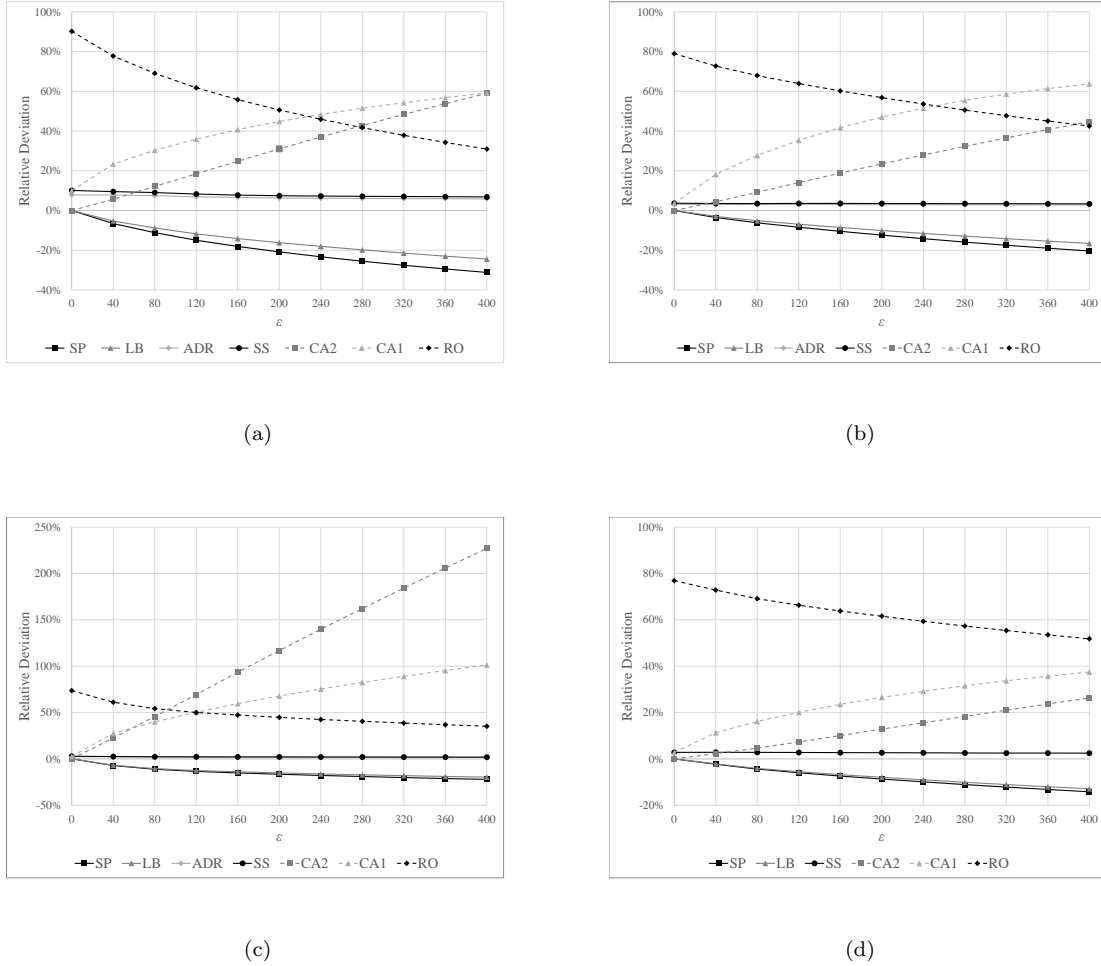 100%
80%
60%
40%
20%
0%
-20%
-40%
Relative Deviation
0 40 80 120 160 200 240 280 320 360 400
ε
SP LB ADR SS CA2 CA1 RO
(a)
100%
80%
60%
40%
20%
0%
-20%
-40%
Relative Deviation
0 40 80 120 160 200 240 280 320 360 400
ε
SP LB ADR SS CA2 CA1 RO
(b)
250%
200%
150%
100%
50%
0%
-50%
Relative Deviation
0 40 80 120 160 200 240 280 320 360 400
ε
SP LB ADR SS CA2 CA1 RO
(c)
100%
80%
60%
40%
20%
0%
-20%
Relative Deviation
0 40 80 120 160 200 240 280 320 360 400
ε
SP LB SS CA2 CA1 RO
(d)